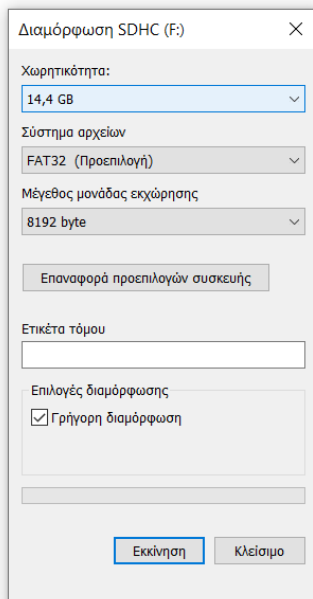 Διαμόρφωση SDHC (F:)
Χωρητικότητα:
14,4 GB
Σύστημα αρχείων
FAT32 (Προεπιλογή)
Μέγεθος μονάδας εκχώρησης
8192 byte
Επαναφορά προεπιλογών συσκευής
Ετικέτα τόμου
Επιλογές διαμόρφωσης
Γρήγορη διαμόρφωση
Εκκίνηση Κλείσιμο